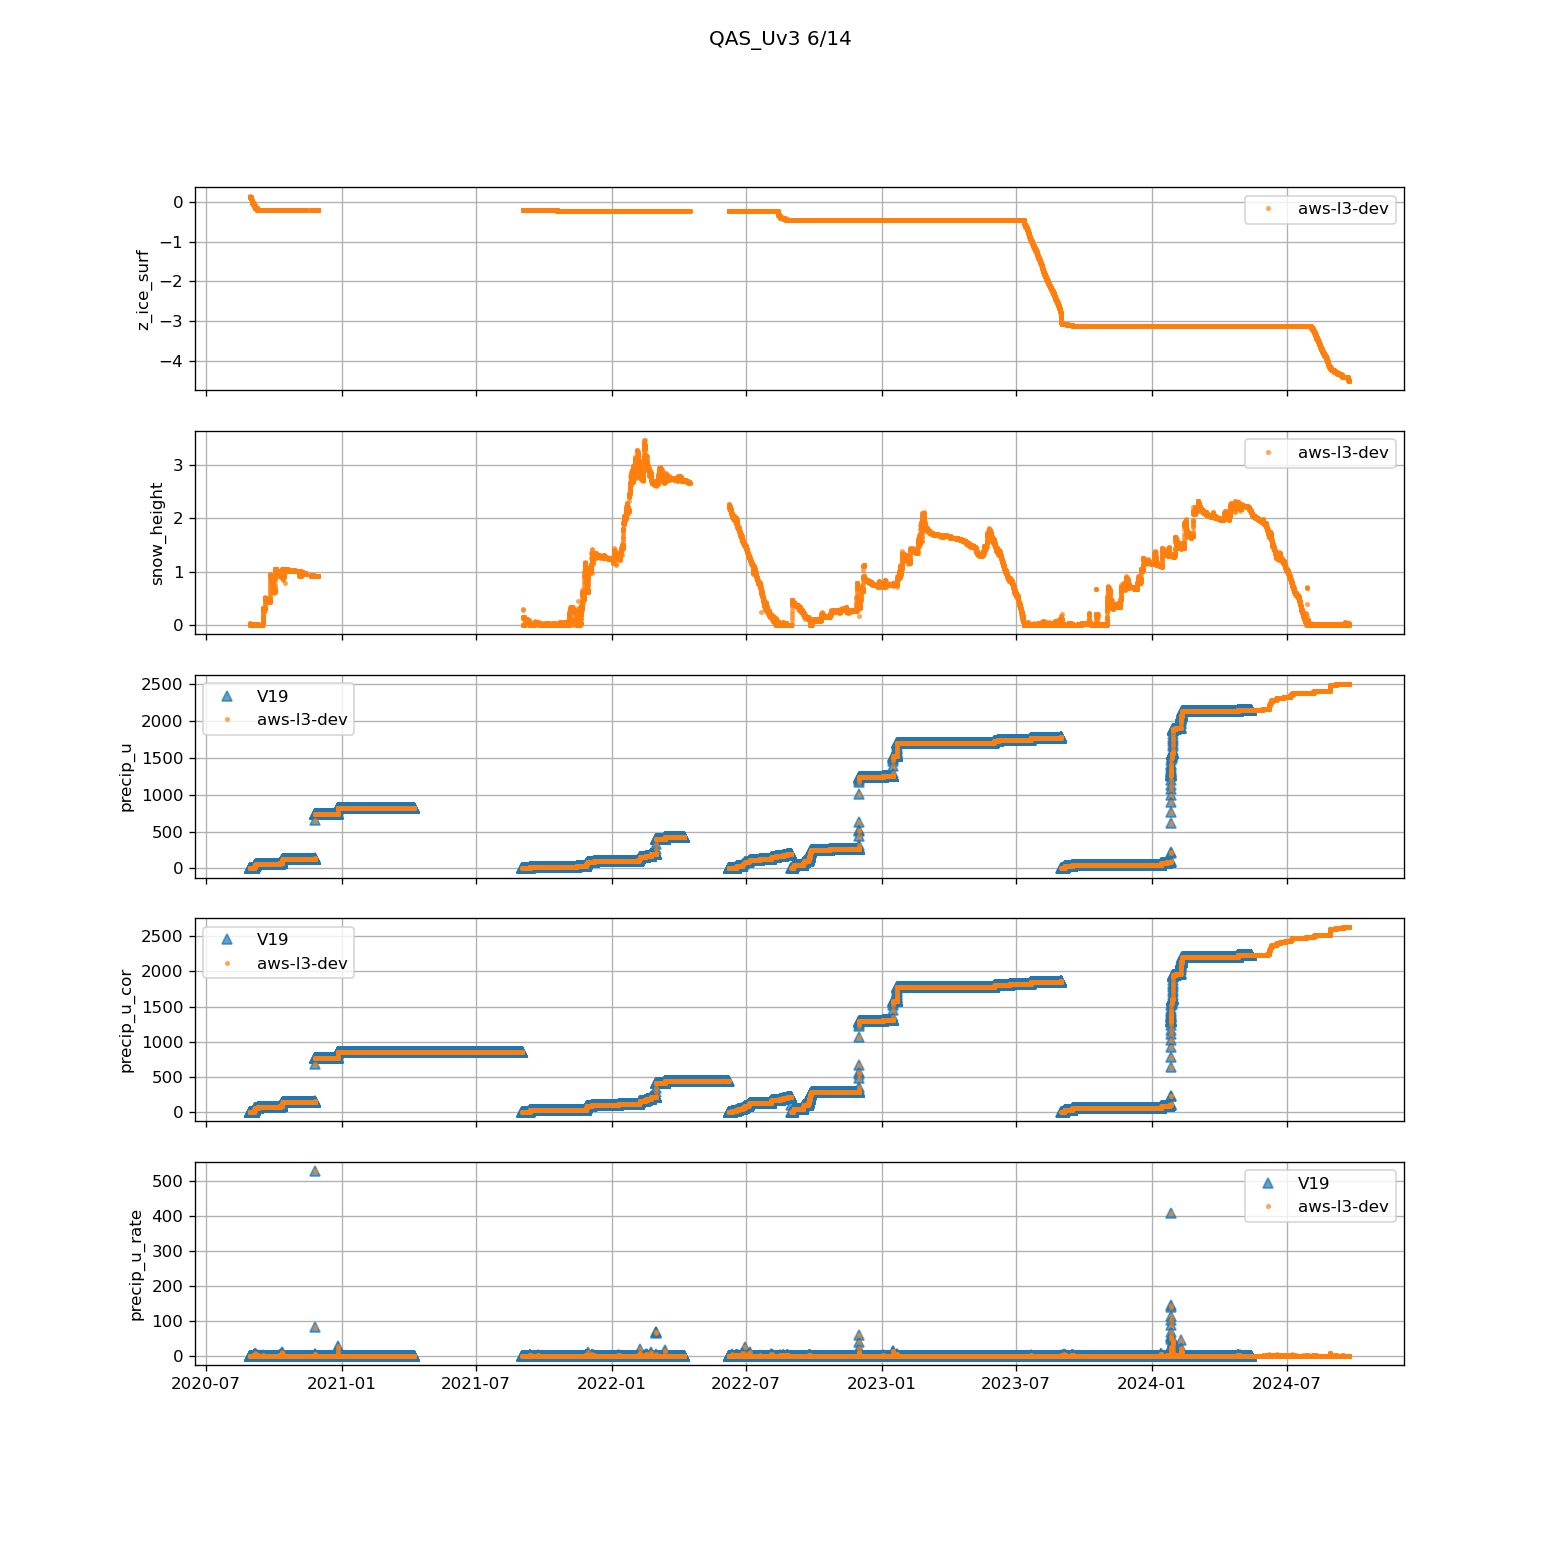 QAS_Uv3 6/14
z_ice_surf
0
−1
−2
−3
−4
aws-l3-dev
snow_height
3
2
1
0
aws-l3-dev
precip_u
2500
2000
1500
1000
500
0
V19
aws-l3-dev
precip_u_cor
2500
2000
1500
1000
500
0
V19
aws-l3-dev
precip_u_rate
500
400
300
200
100
0
V19
aws-l3-dev
2020-07 2021-01 2021-07 2022-01 2022-07 2023-01 2023-07 2024-01 2024-07